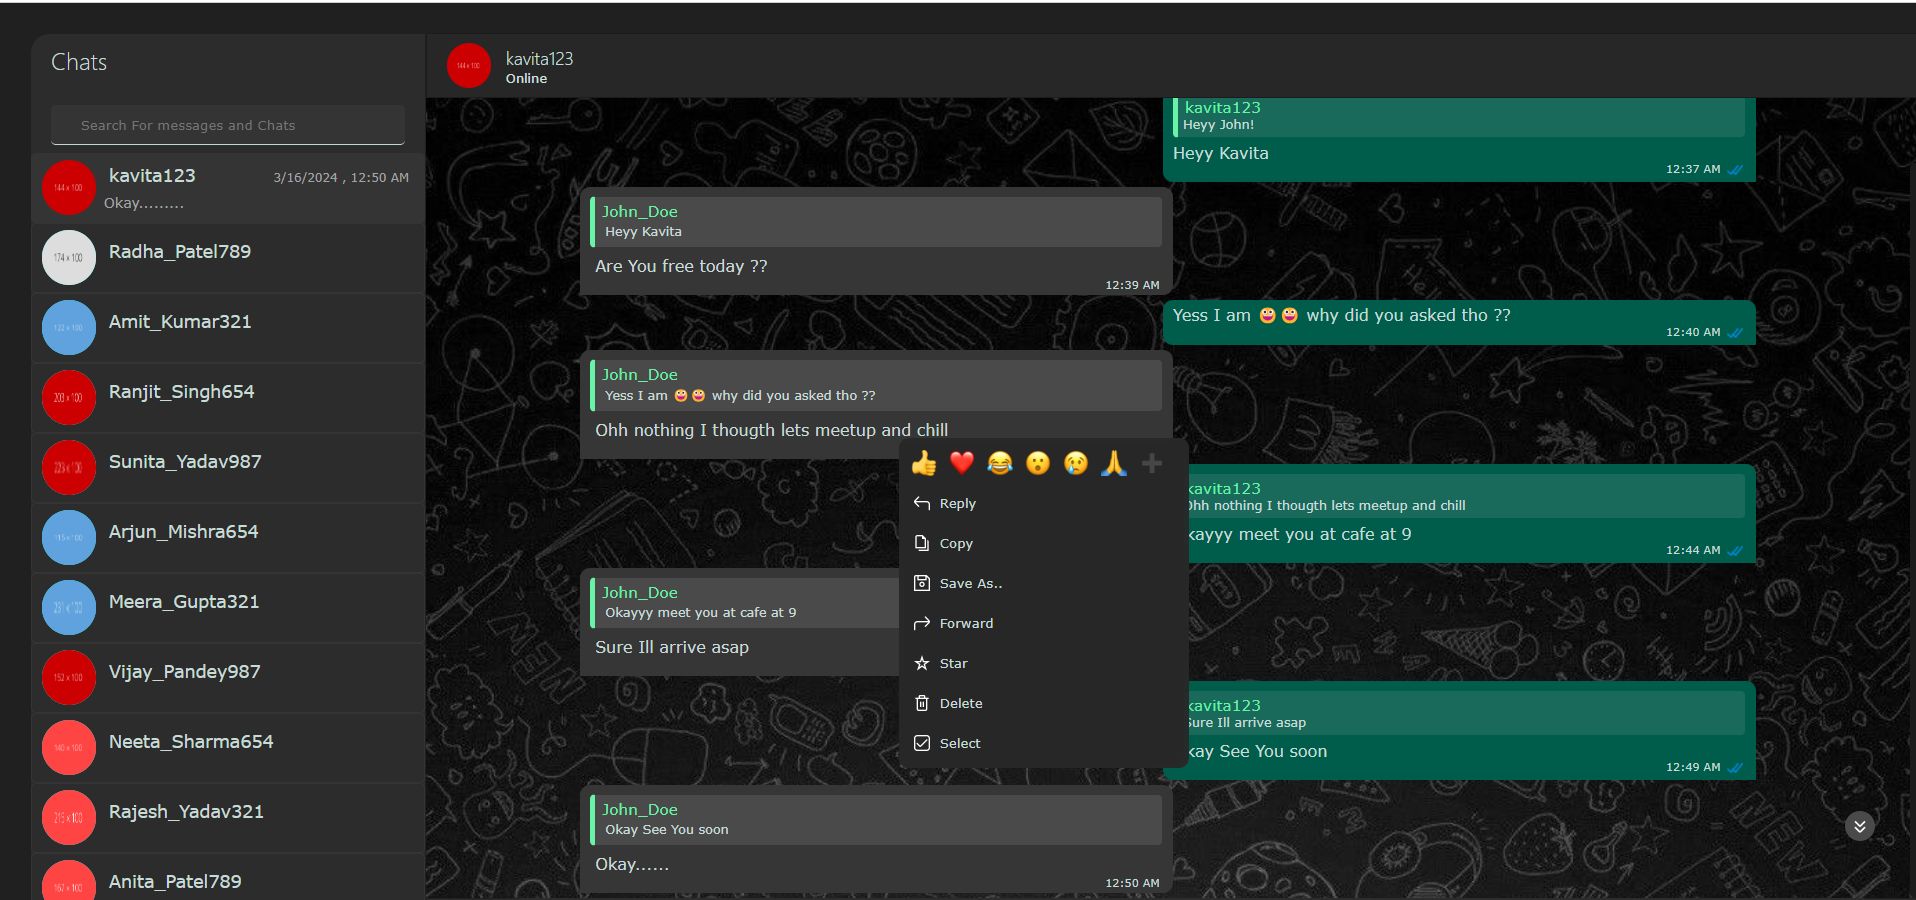 Chats
Search For messages and Chats
144 x 100
kavita123
3/16/2024 , 12:50 AM
Okay.........
174 x 100
Radha_Patel789
Amit_Kumar321
203 x 100
Ranjit_Singh654
Sunita_Yadav987
115 x 100
Arjun_Mishra654
Meera_Gupta321
152 x 100
Vijay_Pandey987
140 x 100
Neeta_Sharma654
215 x 100
Rajesh_Yadav321
167 x 100
Anita_Patel789
144 x 100
kavita123
Online
kavita123
Heyy John!
Heyy Kavita
12:37 AM
John_Doe
Heyy Kavita
Are You free today ??
12:39 AM
Yess I am 😀😀 why did you asked tho ??
12:40 AM
John_Doe
Yess I am 😀😀 why did you asked tho ??
Ohh nothing I thougth lets meetup and chill
👍 ❤️ 😂 😮 😢 🙏
Reply
Copy
Save As..
Forward
Star
Delete
Select
kavita123
Ohh nothing I thougth lets meetup and chill
kayyy meet you at cafe at 9
12:44 AM
John_Doe
Okayyy meet you at cafe at 9
Sure Ill arrive asap
kavita123
Sure Ill arrive asap
kay See You soon
12:49 AM
John_Doe
Okay See You soon
Okay......
12:50 AM